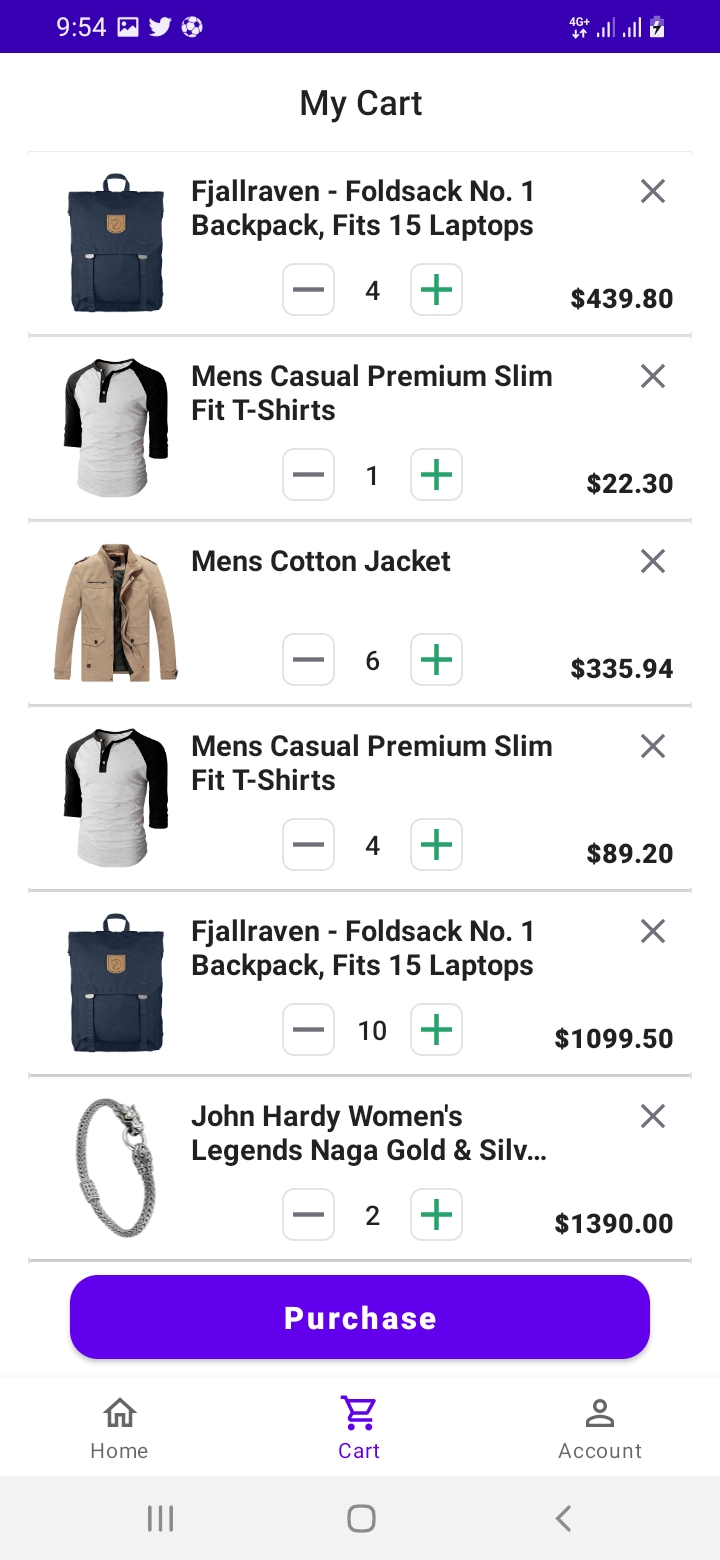 9:54
4G+
My Cart
Fjallraven - Foldsack No. 1
Backpack, Fits 15 Laptops
4
$439.80
Mens Casual Premium Slim
Fit T-Shirts
1
$22.30
Mens Cotton Jacket
6
$335.94
Mens Casual Premium Slim
Fit T-Shirts
4
$89.20
Fjallraven - Foldsack No. 1
Backpack, Fits 15 Laptops
10
$1099.50
John Hardy Women's
Legends Naga Gold & Silv...
2
$1390.00
Purchase
Home
Cart
Account